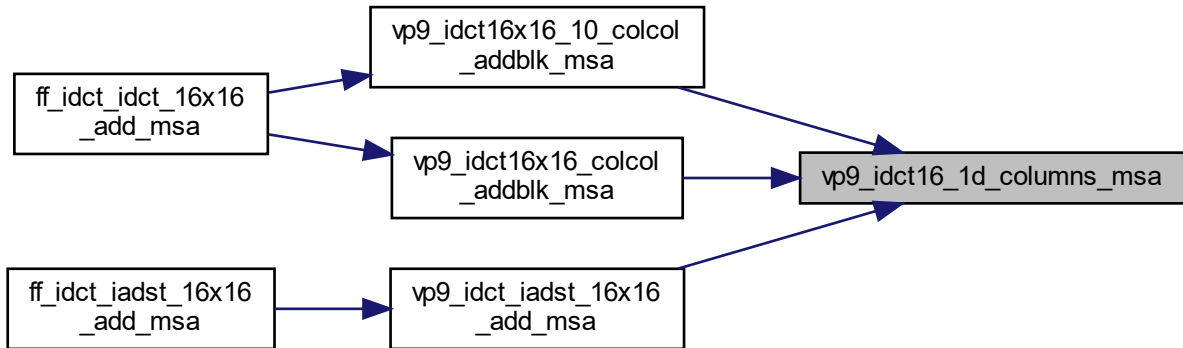 vp9_idct16x16_10_colcol
_addblk_msa
ff_idct_idct_16x16
_add_msa
vp9_idct16x16_colcol
_addblk_msa
vp9_idct16_1d_columns_msa
ff_idct_iadst_16x16
_add_msa
vp9_idct_iadst_16x16
_add_msa